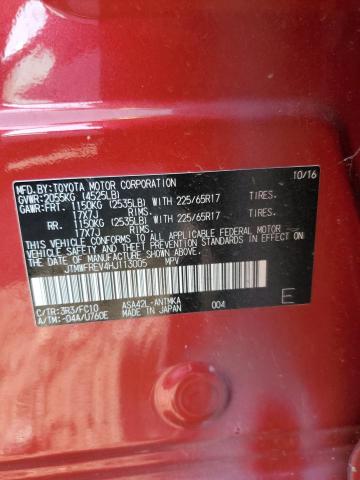 MFD.BY:TOYOTA MOTOR CORPORATION 10/16
GVWR:2055KG (4525LB)
GAWR:FRT. 1150KG (2535LB) WITH 225/65R17 TIRES.
17X7J RIMS.
RR. 1150KG (2535LB) WITH 225/65R17 TIRES.
17X7J RIMS.
THIS VEHICLE CONFORMS TO ALL APPLICABLE FEDERAL MOTOR
VEHICLE SAFETY AND THEFT PREVENTION STANDARDS IN EFFECT
ON THE DATE OF MANUFACTURE SHOWN ABOVE.
JTMWFREV4HJ113005 MPV
C/TR:3R3/FC10 ASA42L-ANTMKA 004 E
A/TM:-04A/U760E MADE IN JAPAN